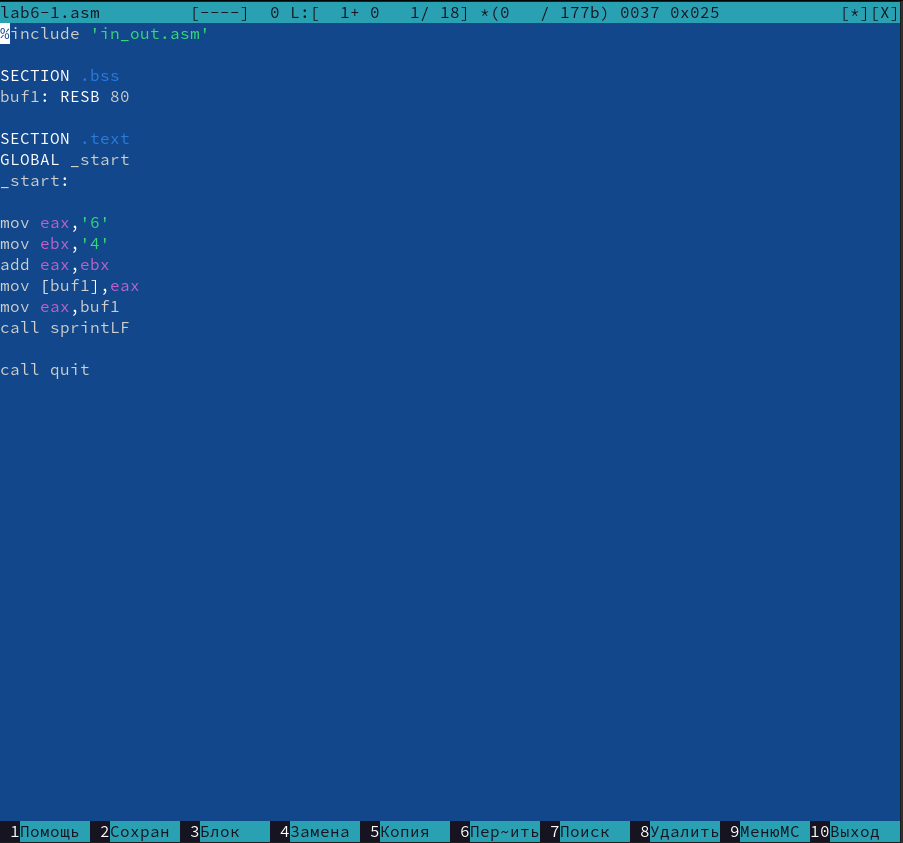 lab6-1.asm [----] 0 L:[ 1+ 0 1/ 18] *(0 / 177b) 0037 0x025 [*][X]
%include 'in_out.asm'
SECTION .bss
buf1: RESB 80
SECTION .text
GLOBAL _start
_start:
mov eax,'6'
mov ebx,'4'
add eax,ebx
mov [buf1],eax
mov eax,buf1
call sprintLF
call quit
1Помощь 2Сохран 3Блок 4Замена 5Копия 6Пер~ить 7Поиск 8Удалить 9МенюMC 10Выход